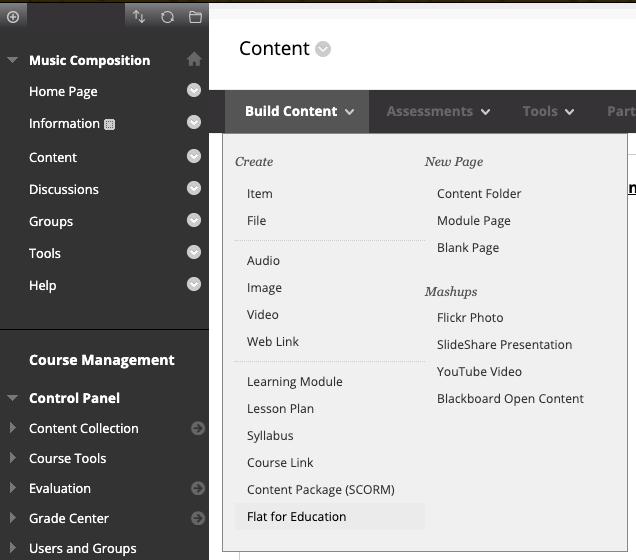 Music Composition
Home Page
Information
Content
Discussions
Groups
Tools
Help
Course Management
Control Panel
Content Collection
Course Tools
Evaluation
Grade Center
Users and Groups
Content
Build Content Assessments Tools Part
Create
Item
File
Audio
Image
Video
Web Link
Learning Module
Lesson Plan
Syllabus
Course Link
Content Package (SCORM)
Flat for Education
New Page
Content Folder
Module Page
Blank Page
Mashups
Flickr Photo
SlideShare Presentation
YouTube Video
Blackboard Open Content